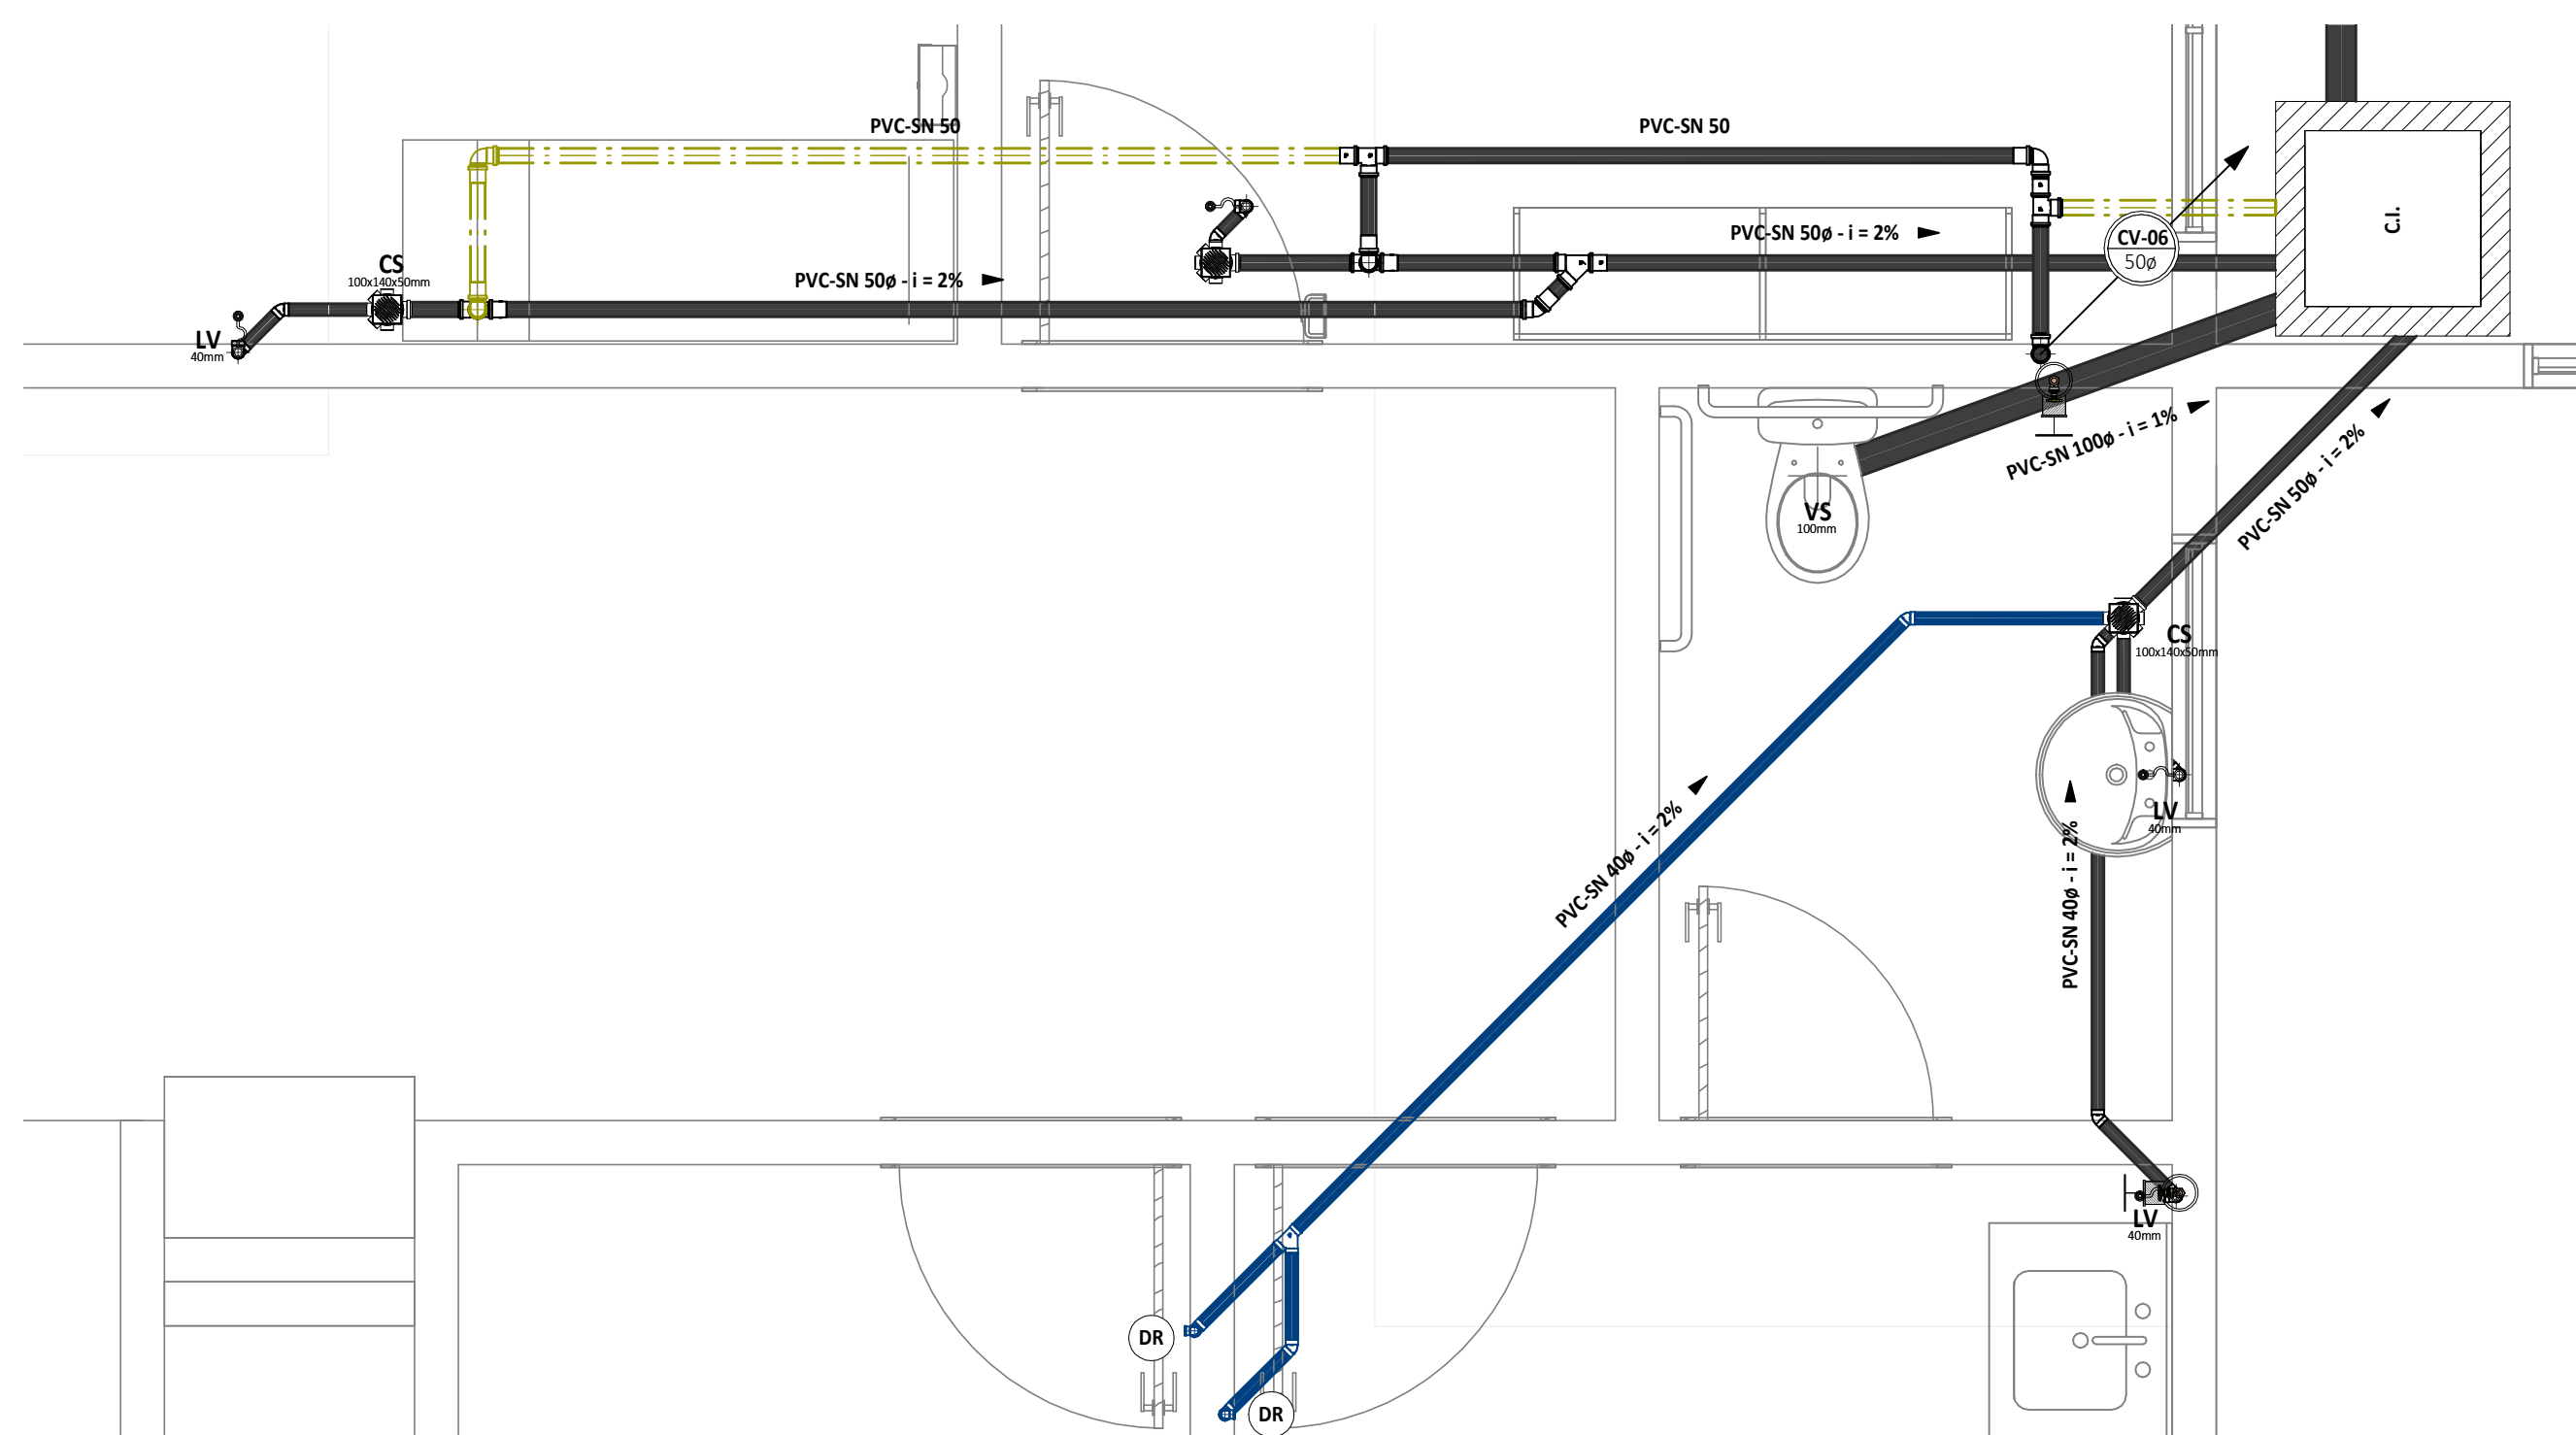 PVC-SN 50
PVC-SN 50
C.I.
PVC-SN 50ø - i = 2%
CV-06
50ø
CS
100x140x50mm
PVC-SN 50ø - i = 2%
LV
40mm
PVC-SN 100ø - i = 1%
PVC-SN 50ø - i = 2%
VS
100mm
CS
100x140x50mm
LV
40mm
PVC-SN 40ø - i = 2%
PVC-SN 40ø - i = 2%
LV
40mm
DR
DR